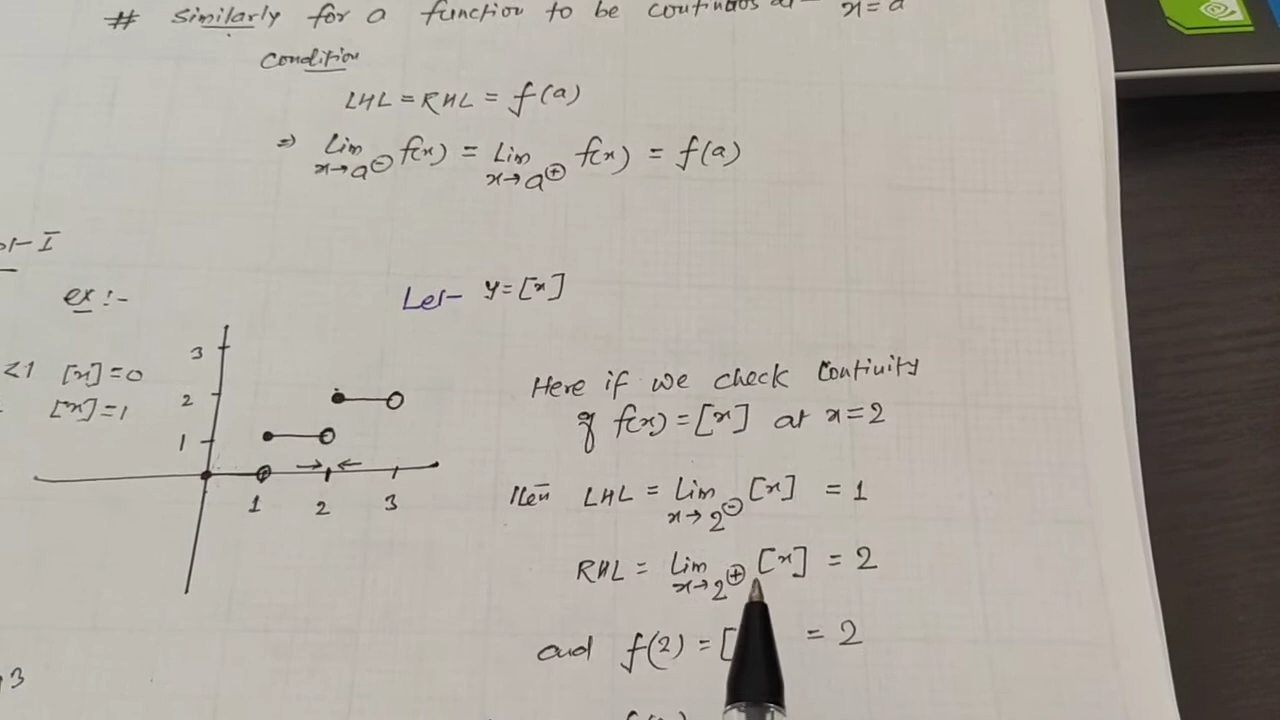 # Similarly for a function to be continuos at x=a
Condition
LHL = RHL = f(a)
⇒ Lim x→a⊖ f(x) = Lim x→a⊕ f(x) = f(a)
ex :-
Let y=[x]
<1 [x]=0
[x]=1
3
2
1
1 2 3
Here if we check Continuity
of f(x) = [x] at x=2
then LHL = Lim x→2⊖ [x] = 1
RHL = Lim x→2⊕ [x] = 2
and f(2) = [ = 2
3